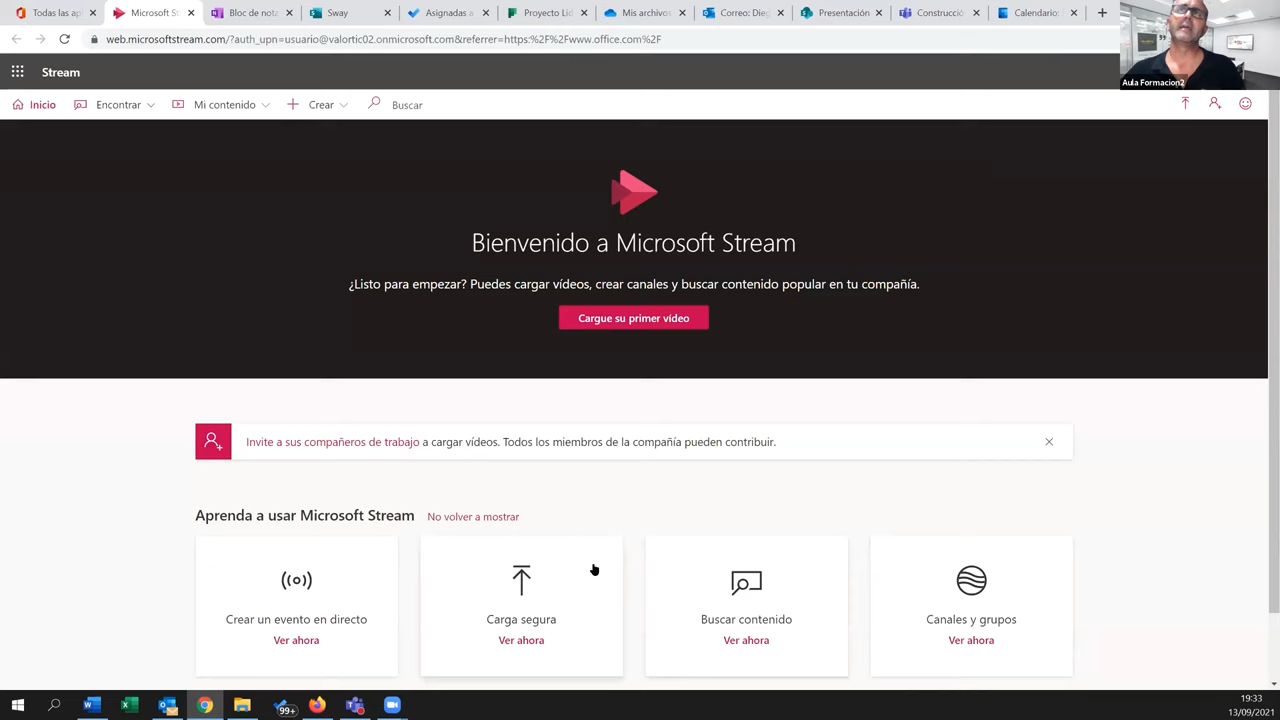 Todas las ap
Microsoft S
Bloc de nota
Sway
Asignadas a
Proyecto Lid
Mis archivos
Correo: Dieg
Presentación
Construcció
Calendario:
web.microsoftstream.com/?auth_upn=usuario@valortic02.onmicrosoft.com&referrer=https:%2F%2Fwww.office.com%2F
Aula Formacion2
Stream
Inicio
Encontrar
Mi contenido
Crear
Buscar
Bienvenido a Microsoft Stream
¿Listo para empezar? Puedes cargar vídeos, crear canales y buscar contenido popular en tu compañía.
Cargue su primer vídeo
Invite a sus compañeros de trabajo a cargar vídeos. Todos los miembros de la compañía pueden contribuir.
Aprenda a usar Microsoft Stream No volver a mostrar
Crear un evento en directo
Ver ahora
Carga segura
Ver ahora
Buscar contenido
Ver ahora
Canales y grupos
Ver ahora
99+
19:33
13/09/2021